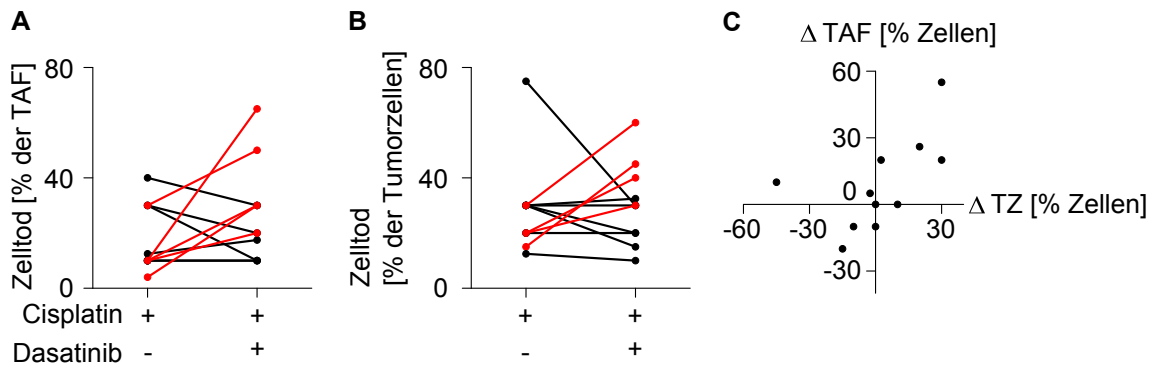 A
Zelltod [% der TAF]
80
40
0
Cisplatin + +
Dasatinib - +
B
Zelltod
[% der Tumorzellen]
80
40
0
+ +
- +
C
Δ TAF [% Zellen]
60
30
0
-60 -30 30
Δ TZ [% Zellen]
-30